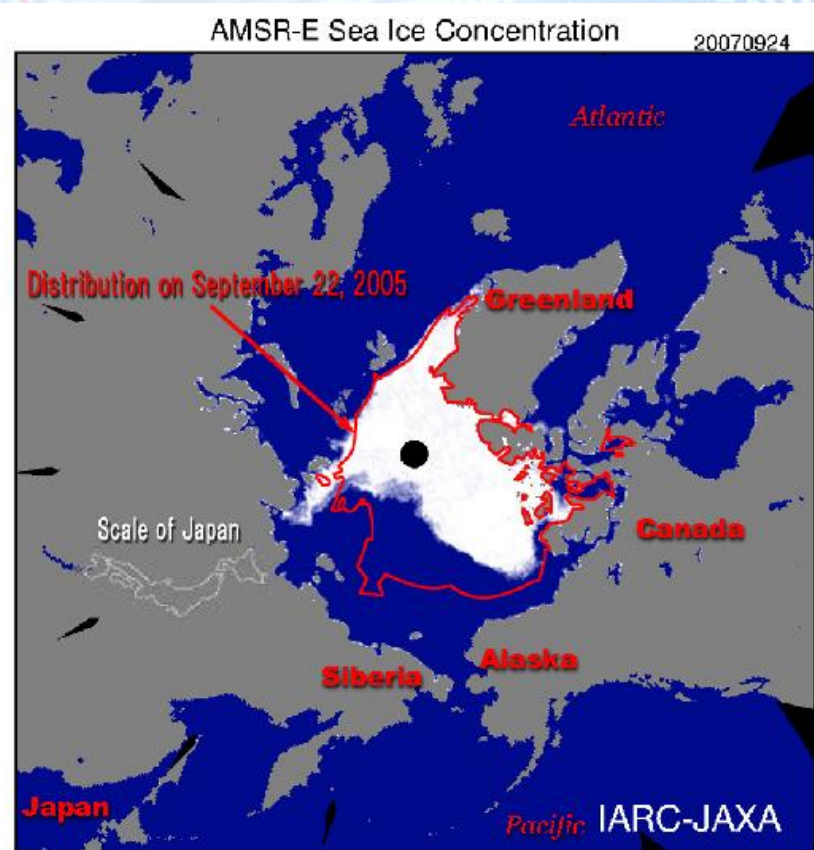 AMSR-E Sea Ice Concentration
20070924
Atlantic
Distribution on September 22, 2005
Greenland
Scale of Japan
Canada
Siberia
Alaska
Japan
Pacific
IARC-JAXA